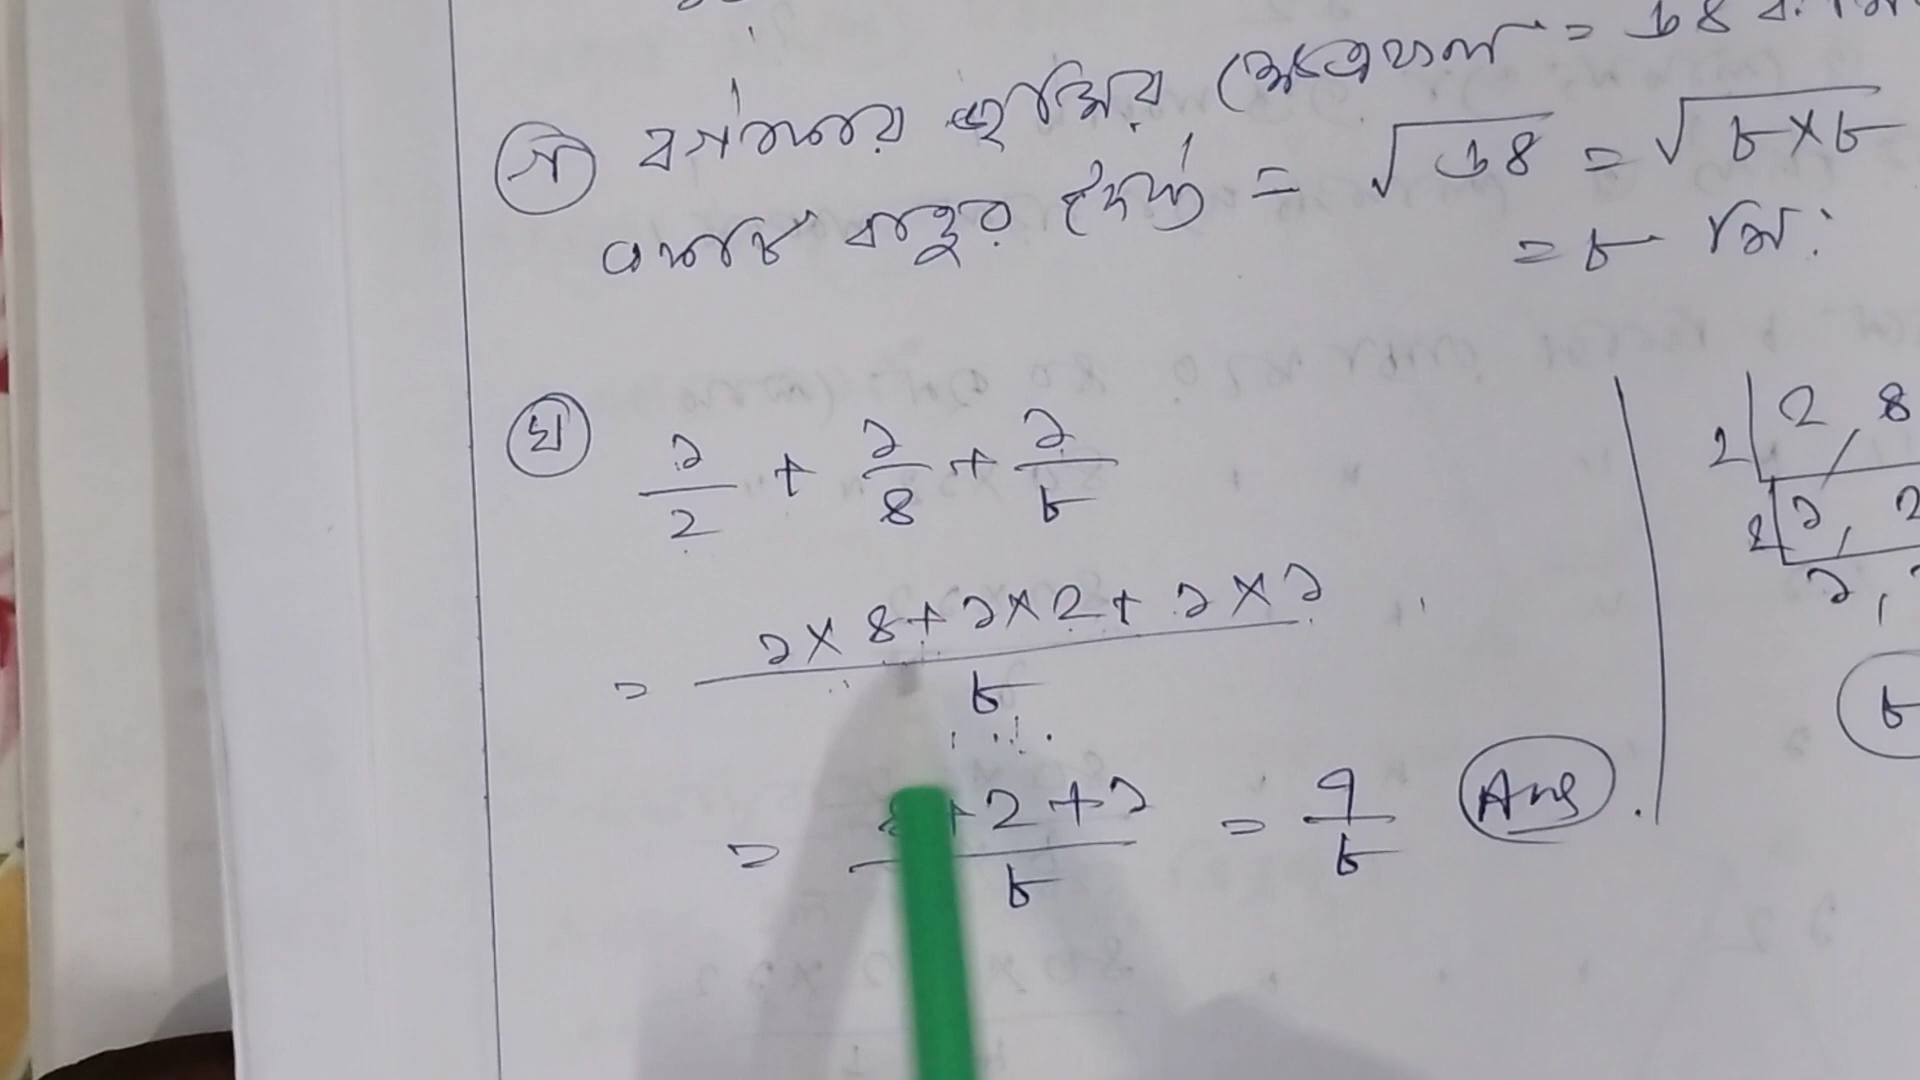 গ বর্গাকার ভূমির ক্ষেত্রফল = ৬৪ ব. মি
একটি বাহুর দৈর্ঘ্য = √৬৪ = √৮×৮
= ৮ মি:
ঘ ১/২ + ১/৪ + ১/৮
= ১×৪+১×২+১×১ / ৮
= ৪+২+১ / ৮ = ৭/৮ Ans.
২ | ২, ৪
২ | ১, ২
১,
৮